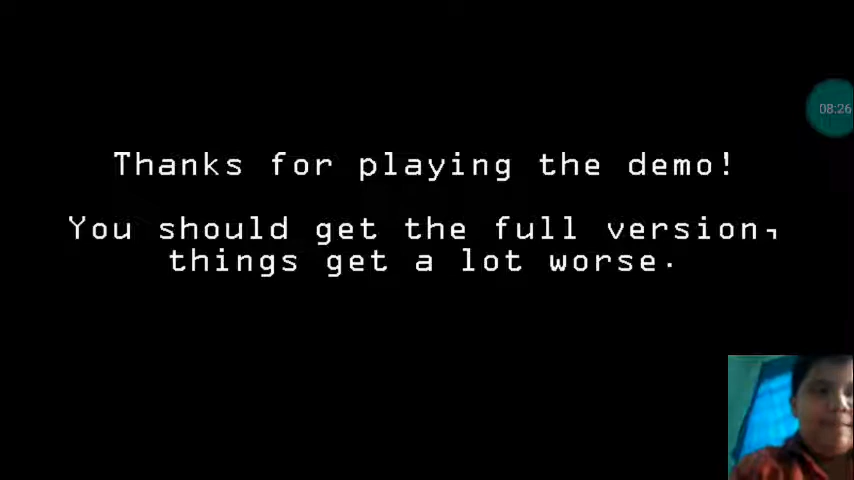 08:26
Thanks for playing the demo!
You should get the full version,
things get a lot worse.